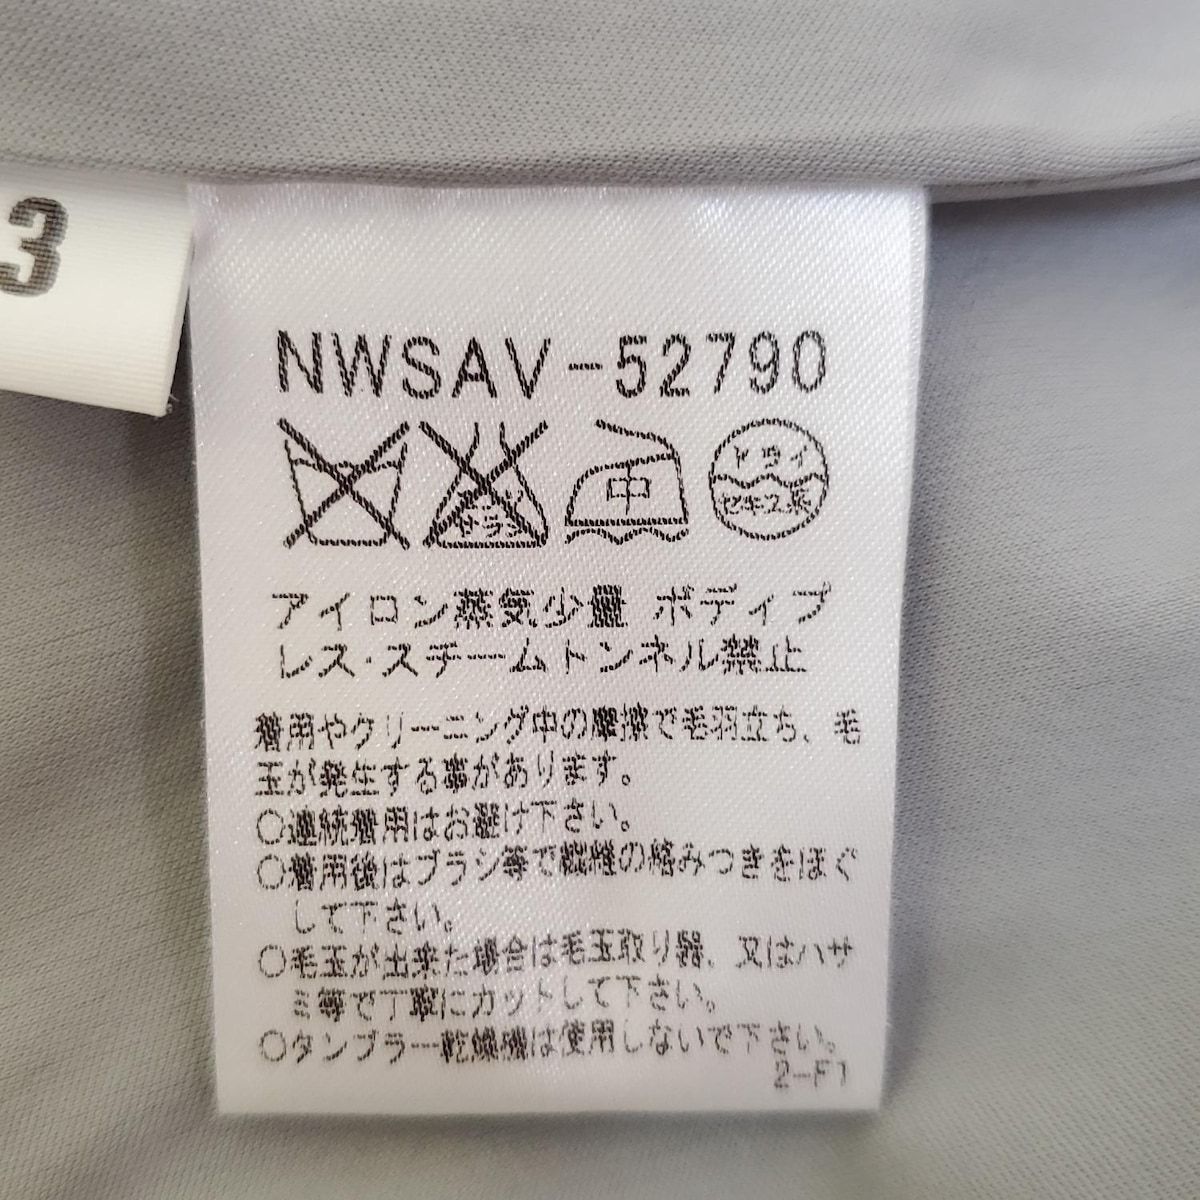 3
NWSAV-52790
サラシ
中
ドライ
セキユ系
アイロン蒸気少量 ボディプ
レス・スチームトンネル禁止
着用やクリーニング中の摩擦で毛羽立ち、毛
玉が発生する事があります。
○連続着用はお避け下さい。
○着用後はブラシ等で繊維の絡みつきをほぐ
して下さい。
○毛玉が出来た場合は毛玉取り器、又はハサ
ミ等で丁寧にカットして下さい。
○タンブラー乾燥機は使用しないで下さい。
2-F1